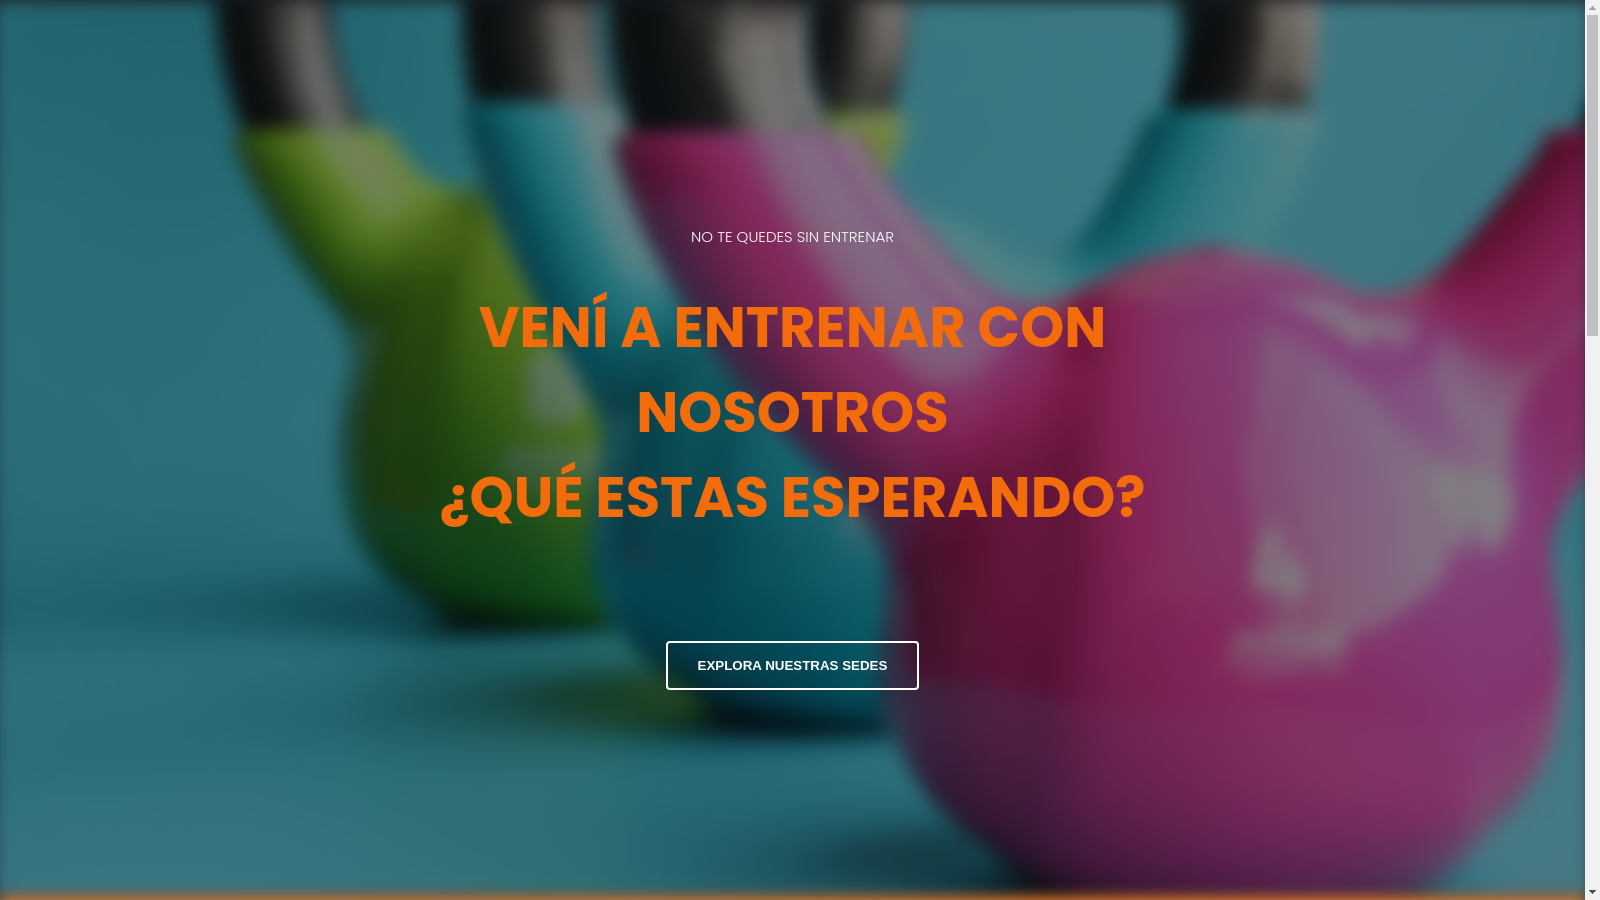 NO TE QUEDES SIN ENTRENAR
VENÍ A ENTRENAR CON
NOSOTROS
¿QUÉ ESTAS ESPERANDO?
EXPLORA NUESTRAS SEDES